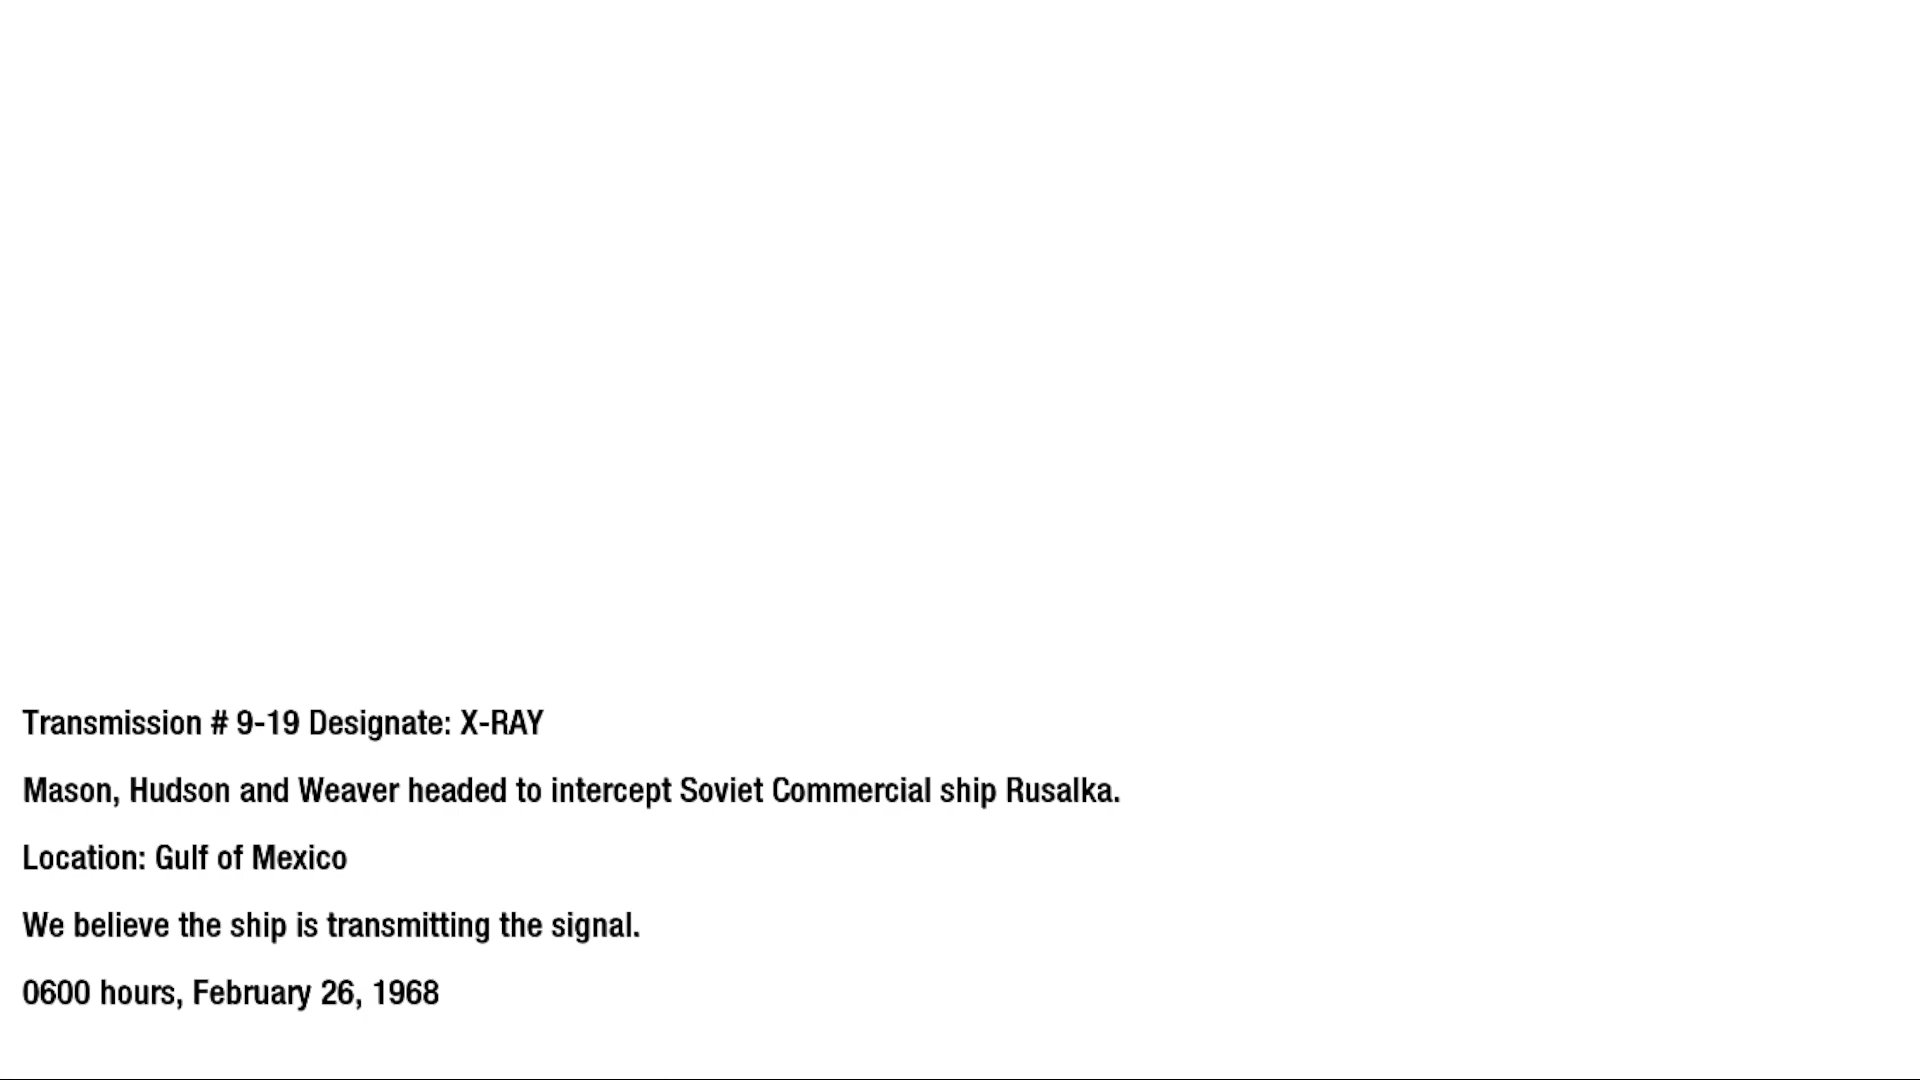 Transmission # 9-19 Designate: X-RAY
Mason, Hudson and Weaver headed to intercept Soviet Commercial ship Rusalka.
Location: Gulf of Mexico
We believe the ship is transmitting the signal.
0600 hours, February 26, 1968